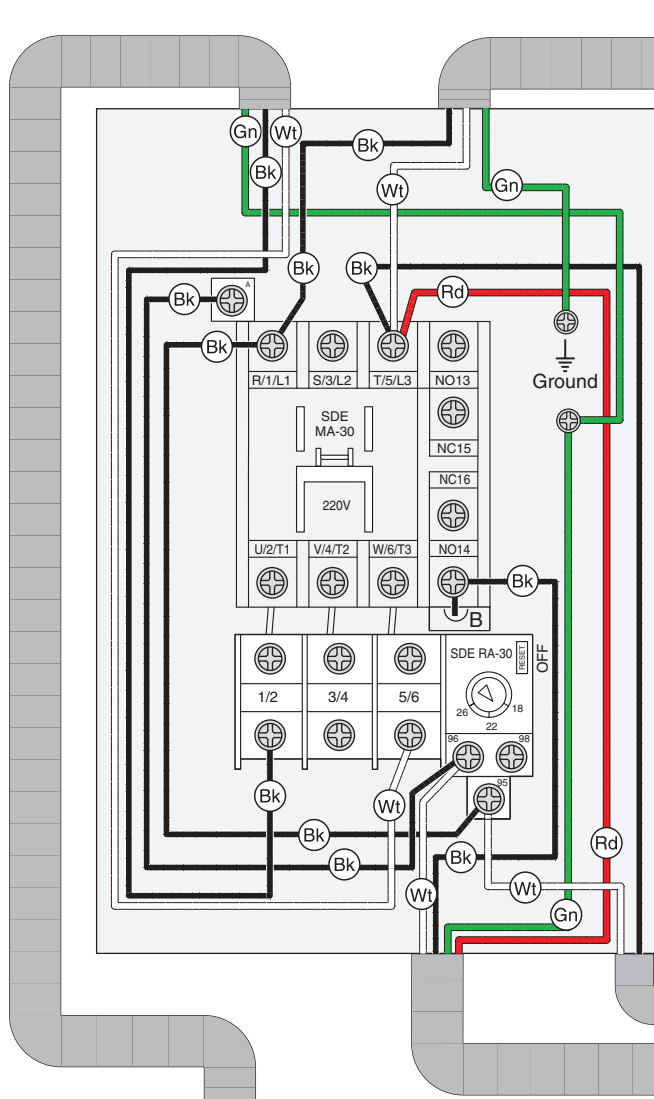 Gn
Wt
Bk
Bk
Wt
Gn
Bk
Bk
Rd
A
Bk
Bk
Ground
R/1/L1 S/3/L2 T/5/L3 NO13
SDE
MA-30
NC15
NC16
220V
U/2/T1 V/4/T2 W/6/T3 NO14
Bk
B
SDE RA-30
RESET
OFF
1/2 3/4 5/6
26
18
22
96
98
95
Bk
Wt
Bk
Bk
Bk
Rd
Wt
Wt
Gn